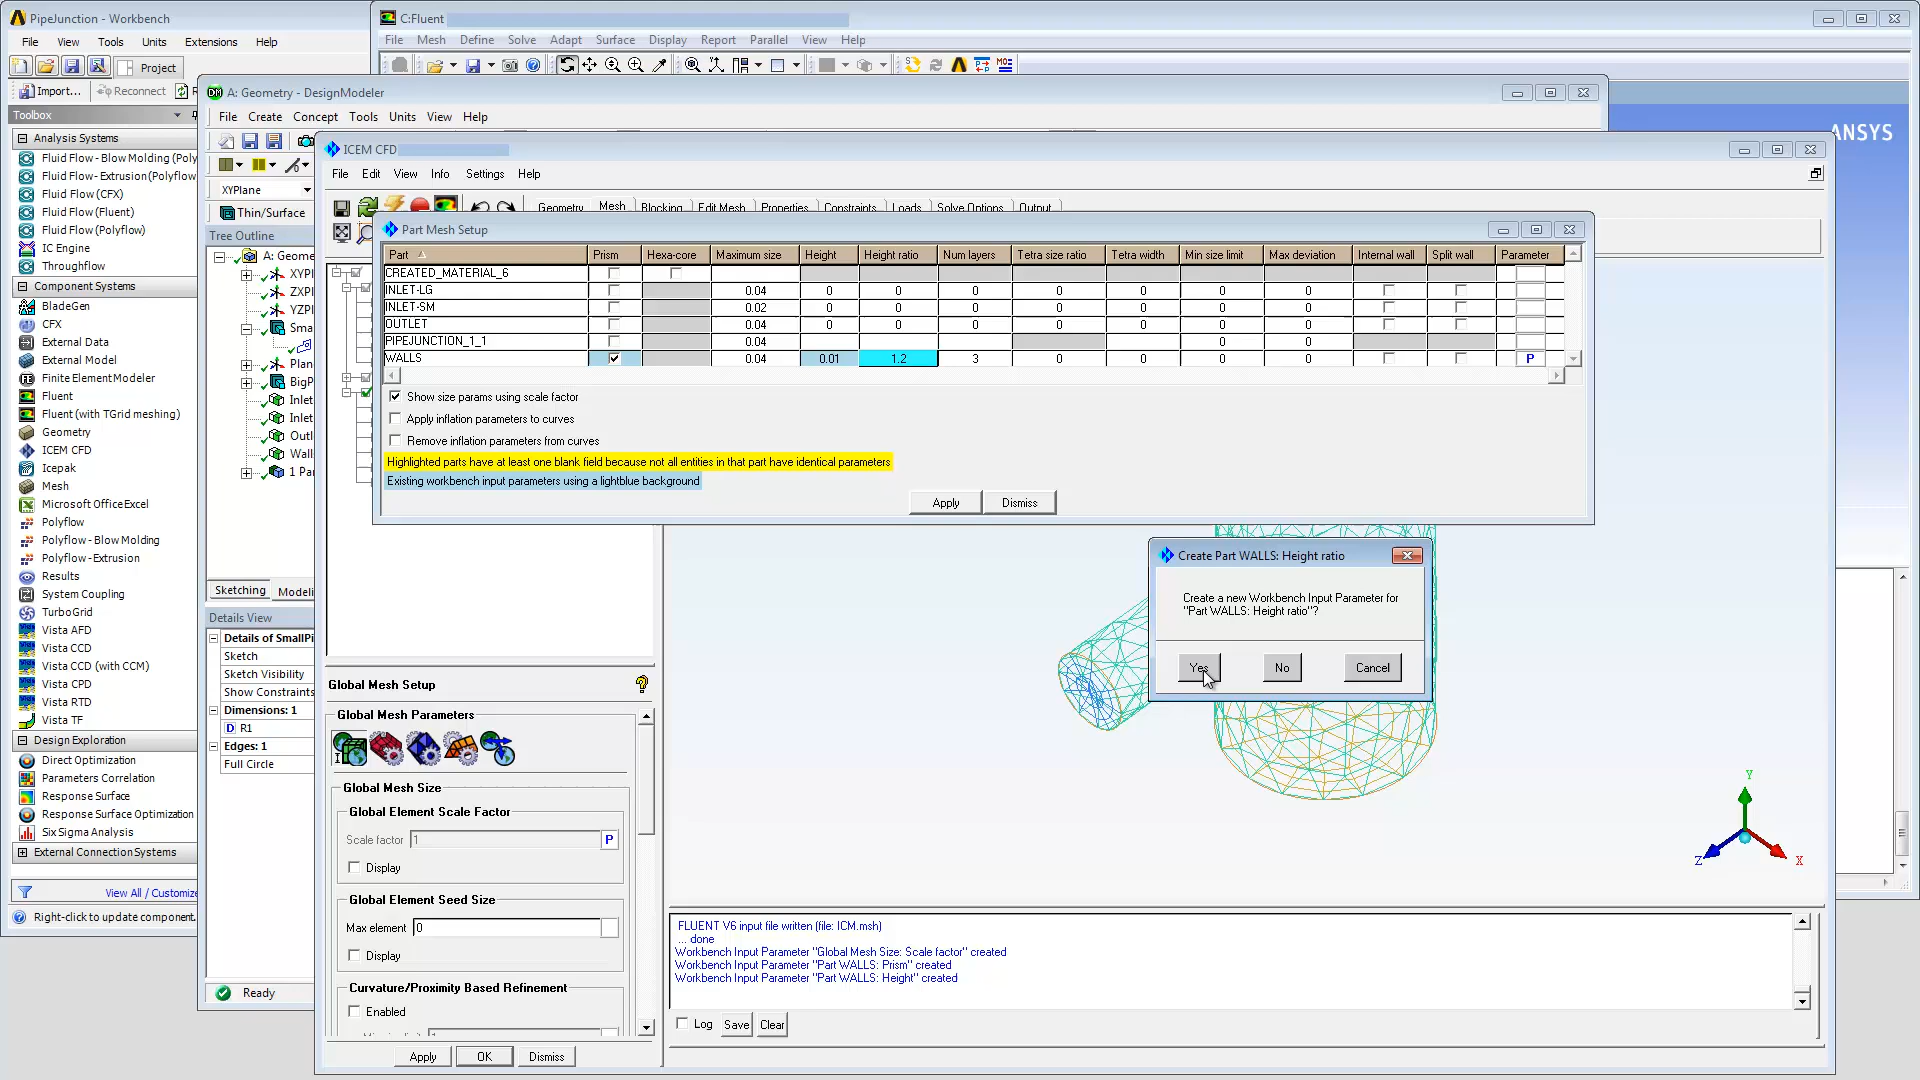 PipeJunction - Workbench
File View Tools Units Extensions Help
Project
Import... Reconnect
Toolbox
Analysis Systems
Fluid Flow - Blow Molding (Poly
Fluid Flow - Extrusion (Polyflow
Fluid Flow (CFX)
Fluid Flow (Fluent)
Fluid Flow (Polyflow)
IC Engine
Throughflow
Component Systems
BladeGen
CFX
External Data
External Model
Finite Element Modeler
Fluent
Fluent (with TGrid meshing)
Geometry
ICEM CFD
Icepak
Mesh
Microsoft Office Excel
Polyflow
Polyflow - Blow Molding
Polyflow - Extrusion
Results
System Coupling
TurboGrid
Vista AFD
Vista CCD
Vista CCD (with CCM)
Vista CPD
Vista RTD
Vista TF
Design Exploration
Direct Optimization
Parameters Correlation
Response Surface
Response Surface Optimization
Six Sigma Analysis
External Connection Systems
View All / Customize
Right-click to update component.
C:Fluent
File Mesh Define Solve Adapt Surface Display Report Parallel View Help
ANSYS
A: Geometry - DesignModeler
File Create Concept Tools Units View Help
XYPlane
Thin/Surface
Tree Outline
A: Geome
XYPl
ZXPl
YZPl
Sma
Plan
BigP
Inlet
Inlet
Outl
Wall
1 Pa
Sketching Modeli
Details View
Details of SmallPi
Sketch
Sketch Visibility
Show Constraints
Dimensions: 1
D R1
Edges: 1
Full Circle
Ready
ICEM CFD
File Edit View Info Settings Help
Geometry Mesh Blocking Edit Mesh Properties Constraints Loads Solve Options Output
Part Mesh Setup
Part Prism Hexa-core Maximum size Height Height ratio Num layers Tetra size ratio Tetra width Min size limit Max deviation Internal wall Split wall Parameter
CREATED_MATERIAL_6
INLET-LG 0.04 0 0 0 0 0 0 0
INLET-SM 0.02 0 0 0 0 0 0 0
OUTLET 0.04 0 0 0 0 0 0 0
PIPEJUNCTION_1_1 0.04 0 0 0
WALLS 0.04 0.01 1.2 3 0 0 0 0 P
Show size params using scale factor
Apply inflation parameters to curves
Remove inflation parameters from curves
Highlighted parts have at least one blank field because not all entities in that part have identical parameters
Existing workbench input parameters using a lightblue background
Apply Dismiss
Create Part WALLS: Height ratio
Create a new Workbench Input Parameter for
"Part WALLS: Height ratio"?
Yes No Cancel
Global Mesh Setup
Global Mesh Parameters
Global Mesh Size
Global Element Scale Factor
Scale factor 1 P
Display
Global Element Seed Size
Max element 0
Display
Curvature/Proximity Based Refinement
Enabled
Apply OK Dismiss
Y
Z X
FLUENT V6 input file written (file: ICM.msh)
... done
Workbench Input Parameter "Global Mesh Size: Scale factor" created
Workbench Input Parameter "Part WALLS: Prism" created
Workbench Input Parameter "Part WALLS: Height" created
Log Save Clear